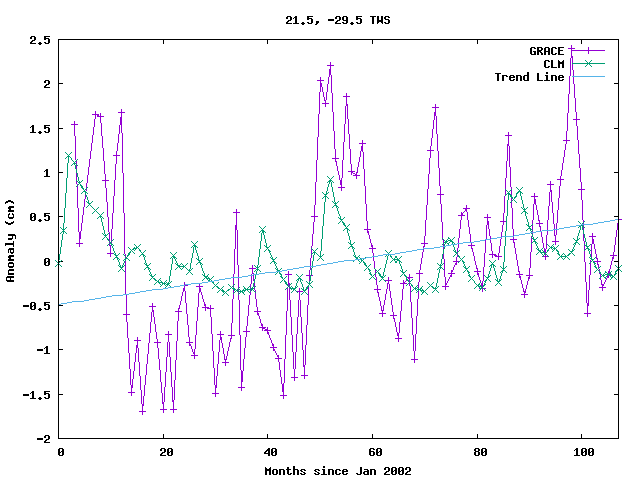 21.5, -29.5 TWS
GRACE
CLM
Trend Line
2.5
2
1.5
1
0.5
0
-0.5
-1
-1.5
-2
Anomaly (cm)
0 20 40 60 80 100
Months since Jan 2002